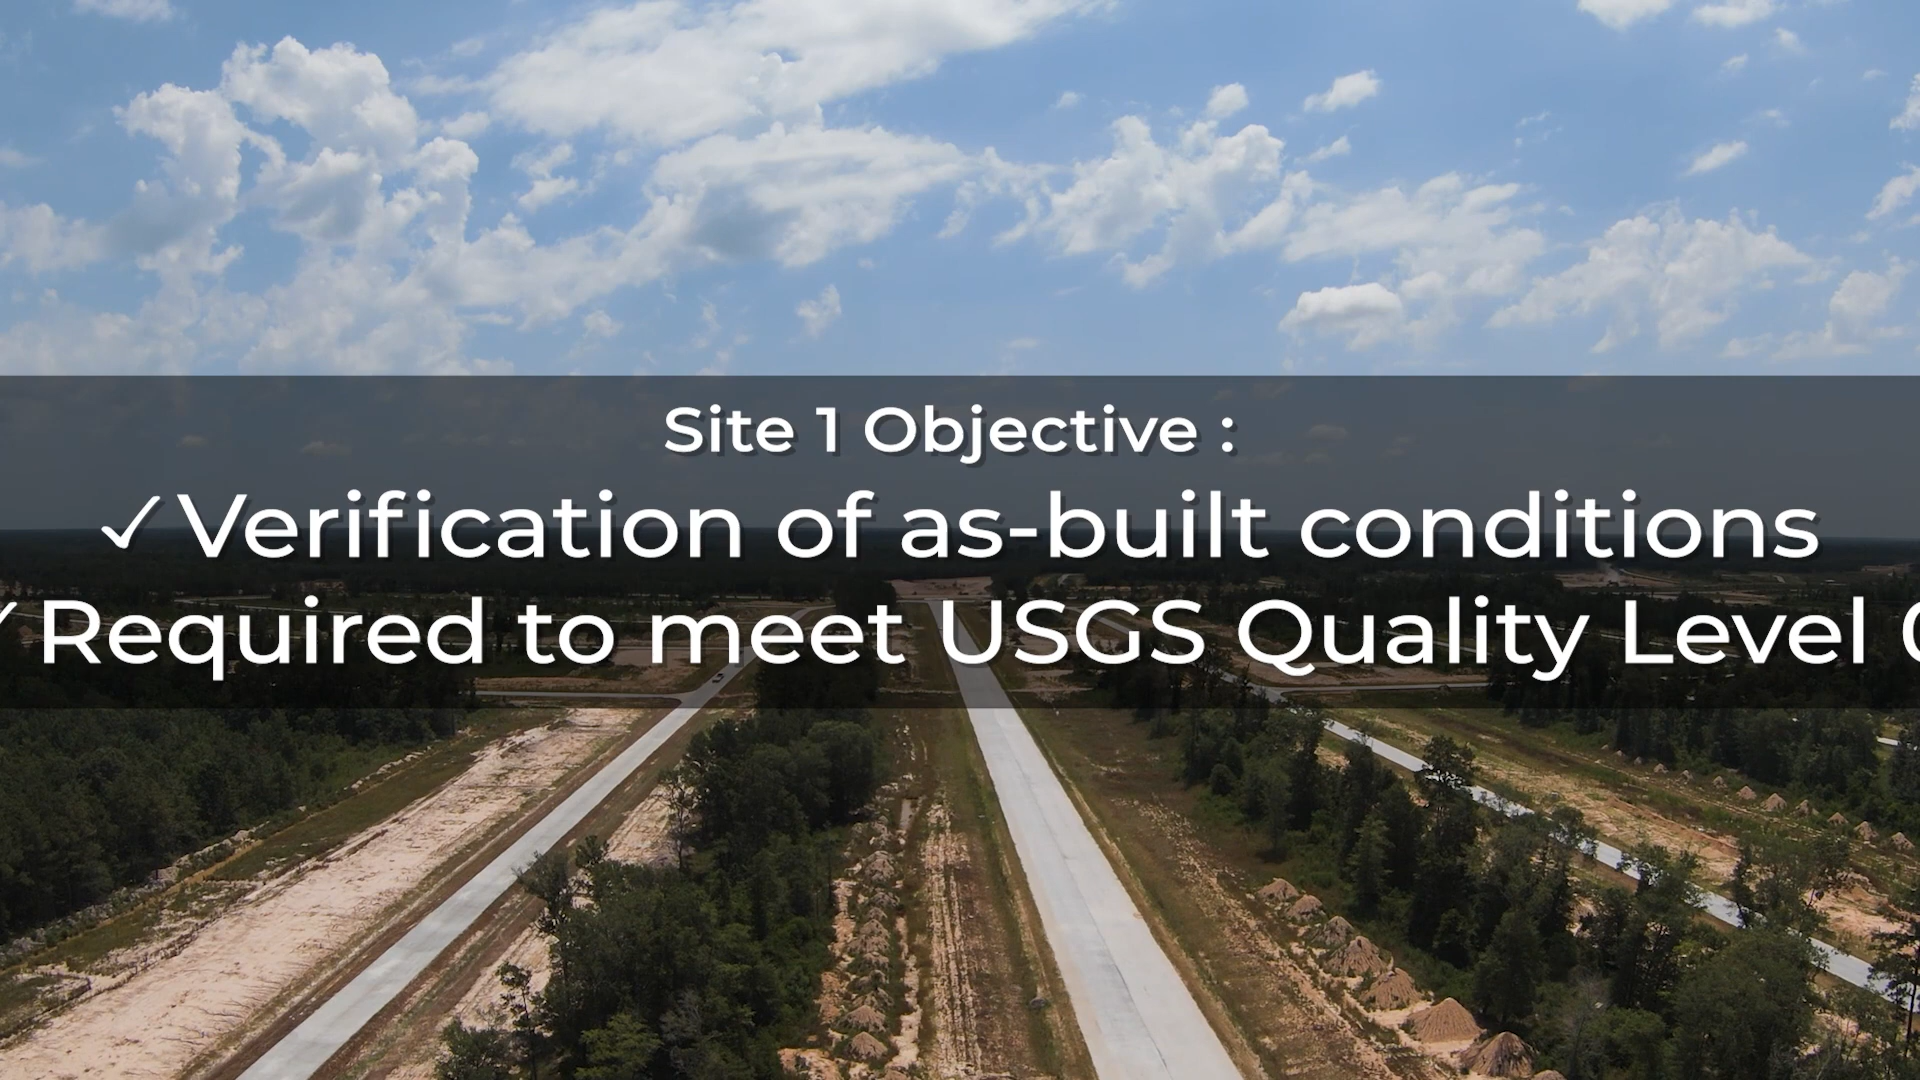 Site 1 Objective :
✓Verification of as-built conditions
✓Required to meet USGS Quality Level